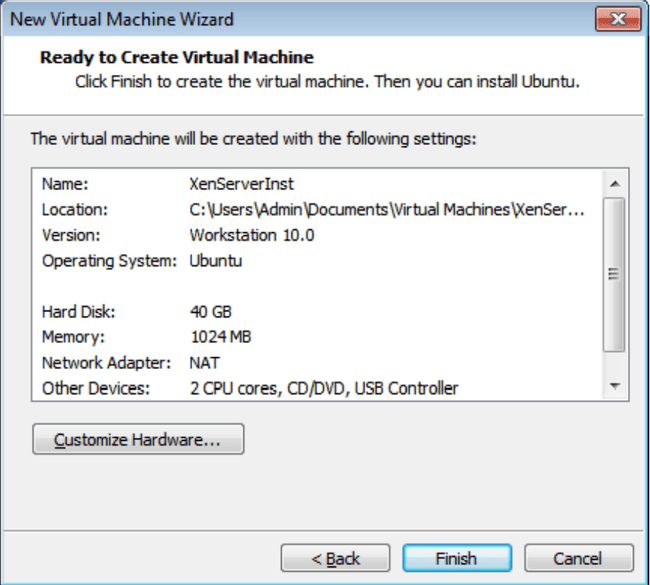 New Virtual Machine Wizard
Ready to Create Virtual Machine
Click Finish to create the virtual machine. Then you can install Ubuntu.
The virtual machine will be created with the following settings:
Name: XenServerInst
Location: C:\Users\Admin\Documents\Virtual Machines\XenSer...
Version: Workstation 10.0
Operating System: Ubuntu
Hard Disk: 40 GB
Memory: 1024 MB
Network Adapter: NAT
Other Devices: 2 CPU cores, CD/DVD, USB Controller
Customize Hardware...
< Back Finish Cancel